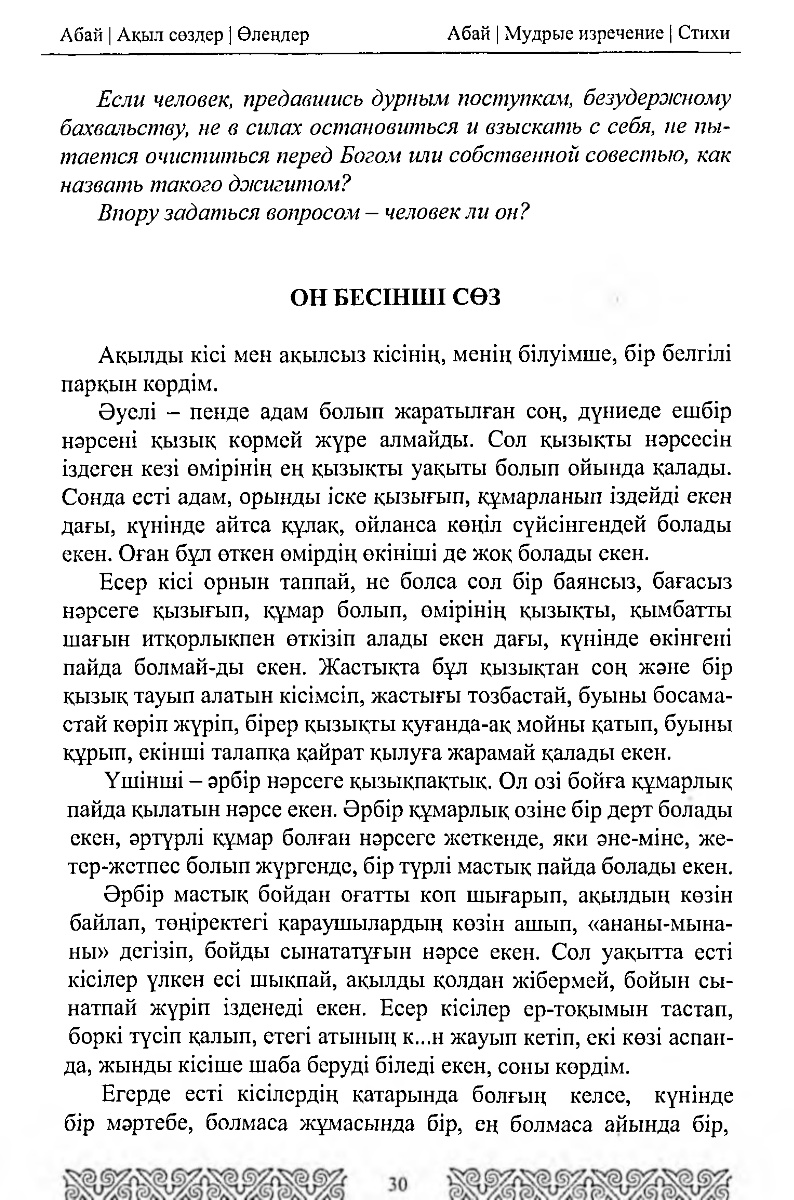 Абай | Ақыл сөздер | Өлеңдер
Абай | Мудрые изречение | Стихи
Если человек, предавшись дурным поступкам, безудержному
бахвальству, не в силах остановиться и взыскать с себя, не пы-
тается очиститься перед Богом или собственной совестью, как
назвать такого джигитом?
Впору задаться вопросом – человек ли он?
ОН БЕСІНШІ СӨЗ
Ақылды кісі мен ақылсыз кісінің, менің білуімше, бір белгілі
парқын көрдім.
Әуелі – пенде адам болып жаратылған соң, дүниеде ешбір
нәрсені қызық көрмей жүре алмайды. Сол қызықты нәрсесін
іздеген кезі өмірінің ең қызықты уақыты болып ойында қалады.
Сонда есті адам, орынды іске қызығып, құмарланып іздейді екен
дағы, күнінде айтса құлақ, ойланса көңіл сүйсінгендей болады
екен. Оған бұл өткен өмірдің өкініші де жоқ болады екен.
Есер кісі орнын таппай, не болса сол бір баянсыз, бағасыз
нәрсеге қызығып, құмар болып, өмірінің қызықты, қымбатты
шағын итқорлықпен өткізіп алады екен дағы, күнінде өкінгені
пайда болмай-ды екен. Жастықта бұл қызықтан соң және бір
қызық тауып алатын кісімсіп, жастығы тозбастай, буыны босама-
стай көріп жүріп, бірер қызықты қуғанда-ақ мойны қатып, буыны
құрып, екінші талапқа қайрат қылуға жарамай қалады екен.
Үшінші – әрбір нәрсеге қызықпақтық. Ол өзі бойға құмарлық
пайда қылатын нәрсе екен. Әрбір құмарлық өзіне бір дерт болады
екен, әртүрлі құмар болған нәрсеге жеткенде, яки әне-міне, же-
тер-жетпес болып жүргенде, бір түрлі мастық пайда болады екен.
Әрбір мастық бойдан оғатты көп шығарып, ақылдың көзін
байлап, төңіректегі қараушылардың көзін ашып, «ананы-мына-
ны» дегізіп, бойды сынататұғын нәрсе екен. Сол уақытта есті
кісілер үлкен есі шықпай, ақылды қолдан жібермей, бойын сы-
натпай жүріп ізденеді екен. Есер кісілер ер-тоқымын тастап,
бөркі түсіп қалып, етегі атының к...н жауып кетіп, екі көзі аспан-
да, жынды кісіше шаба беруді біледі екен, соны көрдім.
Егерде есті кісілердің қатарында болғың келсе, күнінде
бір мәртебе, болмаса жұмасында бір, ең болмаса айында бір,
30